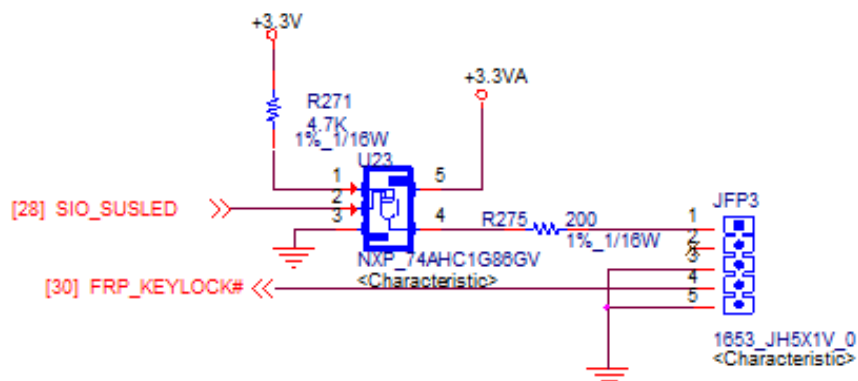 +3.3V
+3.3VA
R271
4.7K
1%_1/16W
U23
1
2
3
5
4
[28] SIO_SUSLED
R275
200
1%_1/16W
NXP_74AHC1G86GV
<Characteristic>
[30] FRP_KEYLOCK#
JFP3
1
2
3
4
5
1653_JH5X1V_0
<Characteristic>